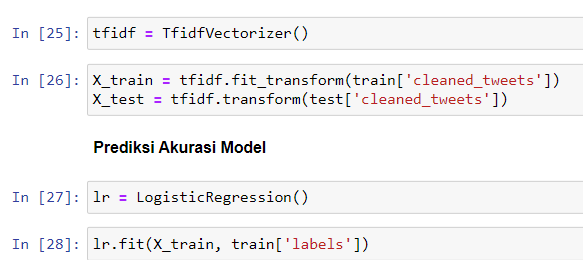 In [25]: tfidf = TfidfVectorizer()
In [26]: X_train = tfidf.fit_transform(train['cleaned_tweets'])
X_test = tfidf.transform(test['cleaned_tweets'])
Prediksi Akurasi Model
In [27]: lr = LogisticRegression()
In [28]: lr.fit(X_train, train['labels'])